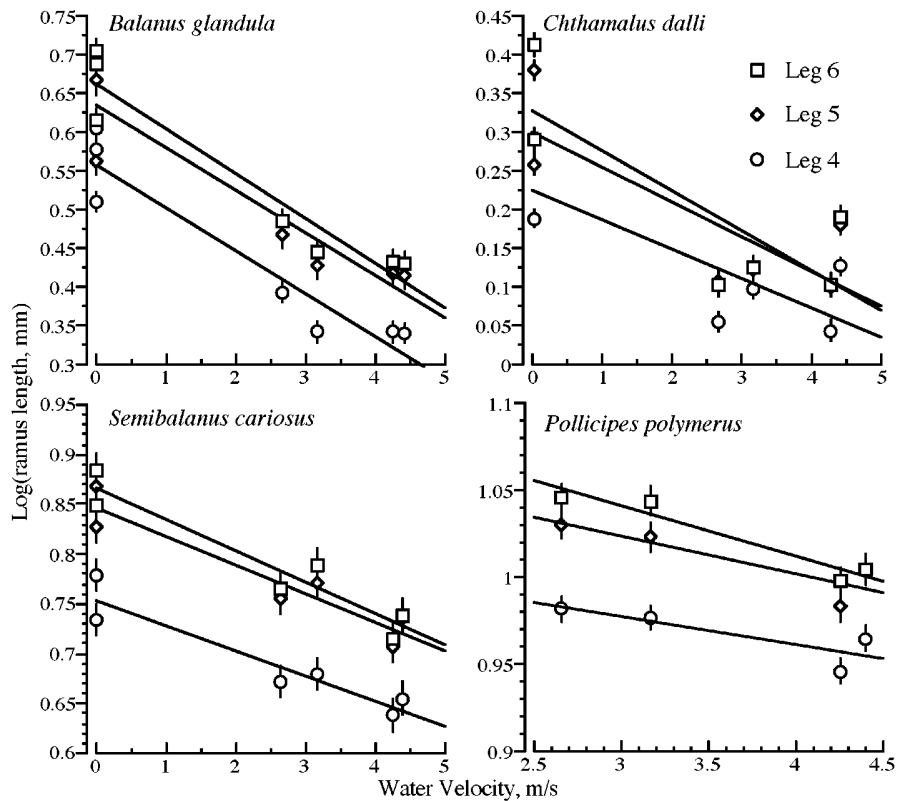 Balanus glandula
0.75
0.7
0.65
0.6
0.55
0.5
0.45
0.4
0.35
0.3
0 1 2 3 4 5
Chthamalus dalli
Leg 6
Leg 5
Leg 4
0.45
0.4
0.35
0.3
0.25
0.2
0.15
0.1
0.05
0
0 1 2 3 4 5
Log(ramus length, mm)
Semibalanus cariosus
0.95
0.9
0.85
0.8
0.75
0.7
0.65
0.6
0 1 2 3 4 5
Pollicipes polymerus
1.1
1.05
1
0.95
0.9
2.5 3 3.5 4 4.5
Water Velocity, m/s